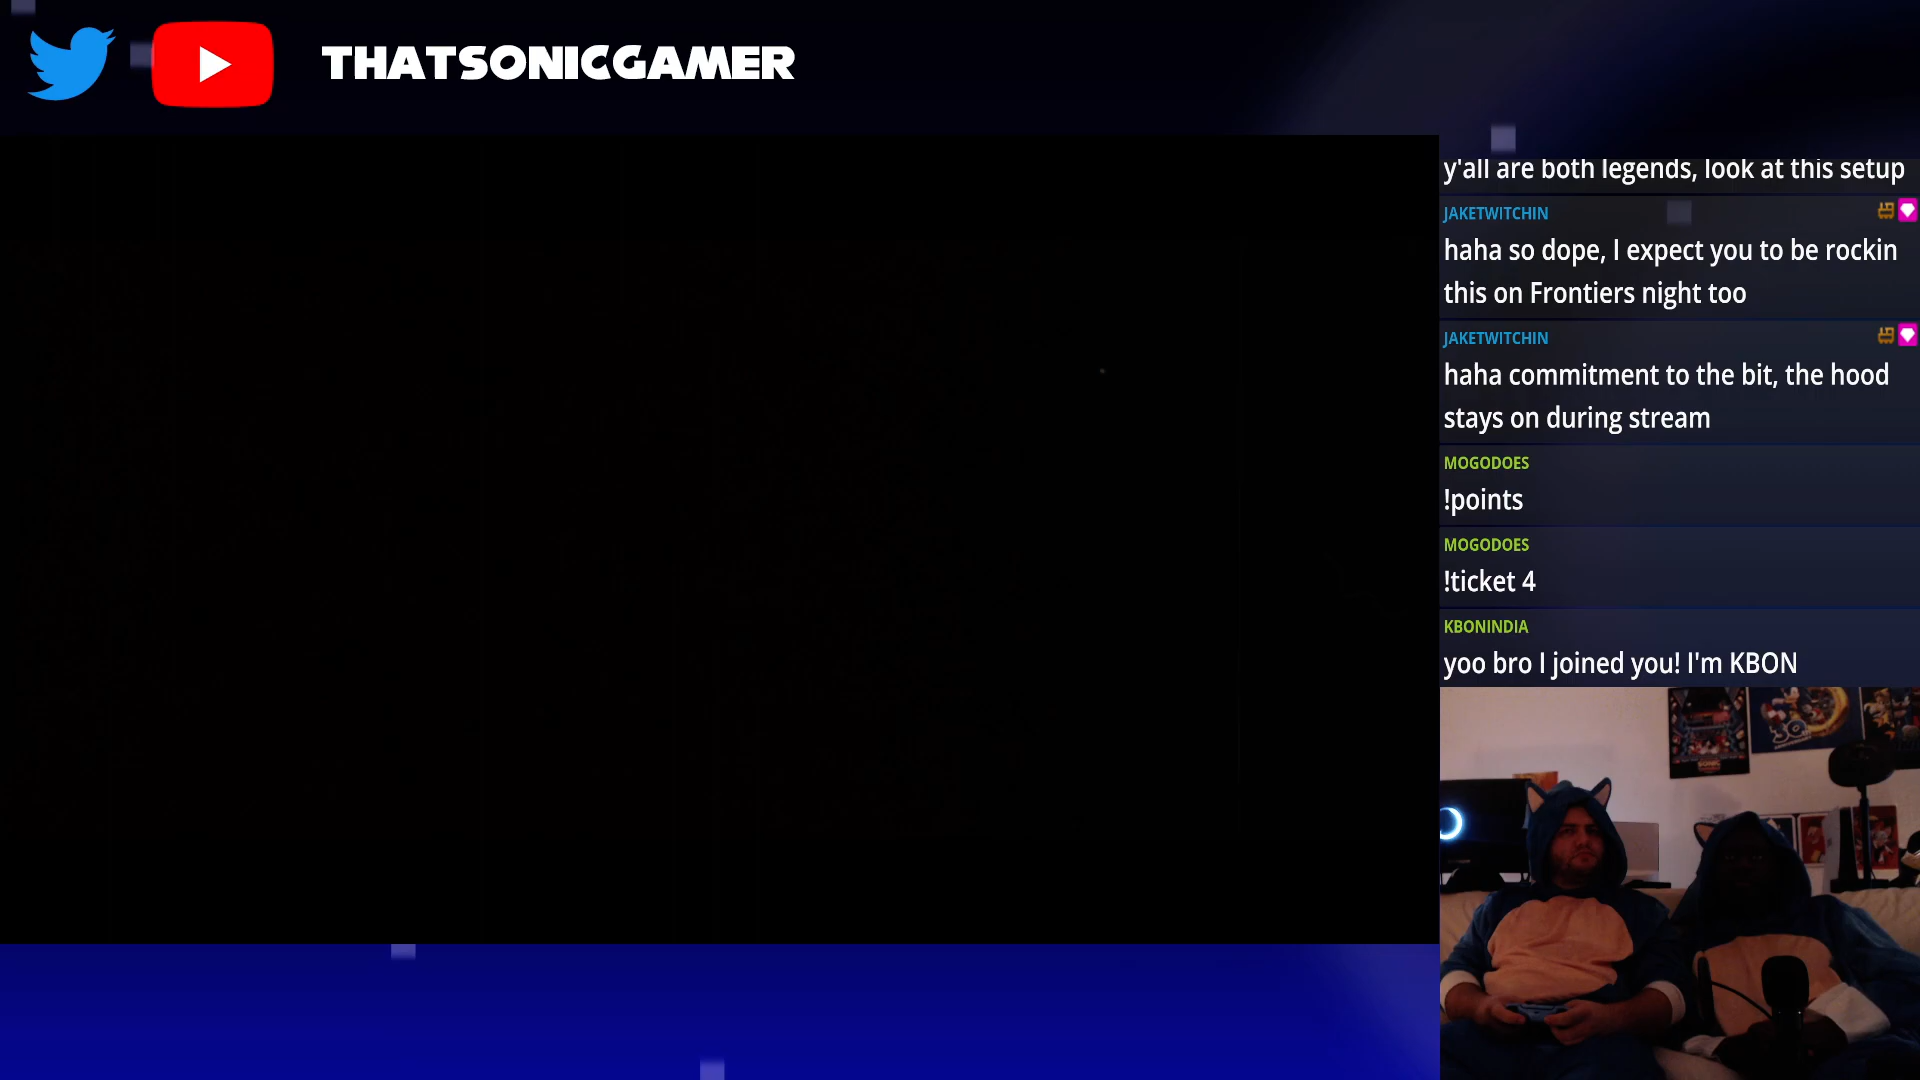 THATSONICGAMER
y'all are both legends, look at this setup
JAKETWITCHIN
haha so dope, I expect you to be rockin
this on Frontiers night too
JAKETWITCHIN
haha commitment to the bit, the hood
stays on during stream
MOGODOES
!points
MOGODOES
!ticket 4
KBONINDIA
yoo bro I joined you! I'm KBON
30
SONIC